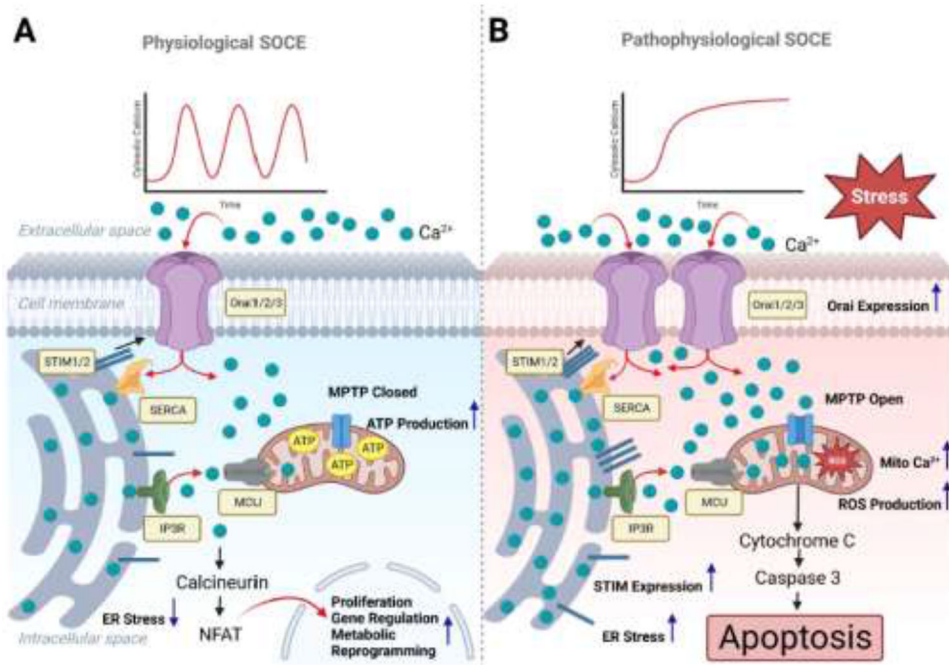 A
Physiological SOCE
Cytosolic Calcium
Time
Extracellular space
Ca²⁺
Cell membrane
Orai1/2/3
STIM1/2
SERCA
MPTP Closed
ATP Production
ATP
ATP
ATP
MCU
IP3R
Calcineurin
ER Stress
NFAT
Proliferation
Gene Regulation
Metabolic
Reprogramming
Intracellular space
B
Pathophysiological SOCE
Cytosolic Calcium
Time
Stress
Ca²⁺
Orai1/2/3
Orai Expression
STIM1/2
SERCA
MPTP Open
Mito Ca²⁺
ROS Production
MCU
IP3R
Cytochrome C
Caspase 3
STIM Expression
ER Stress
Apoptosis